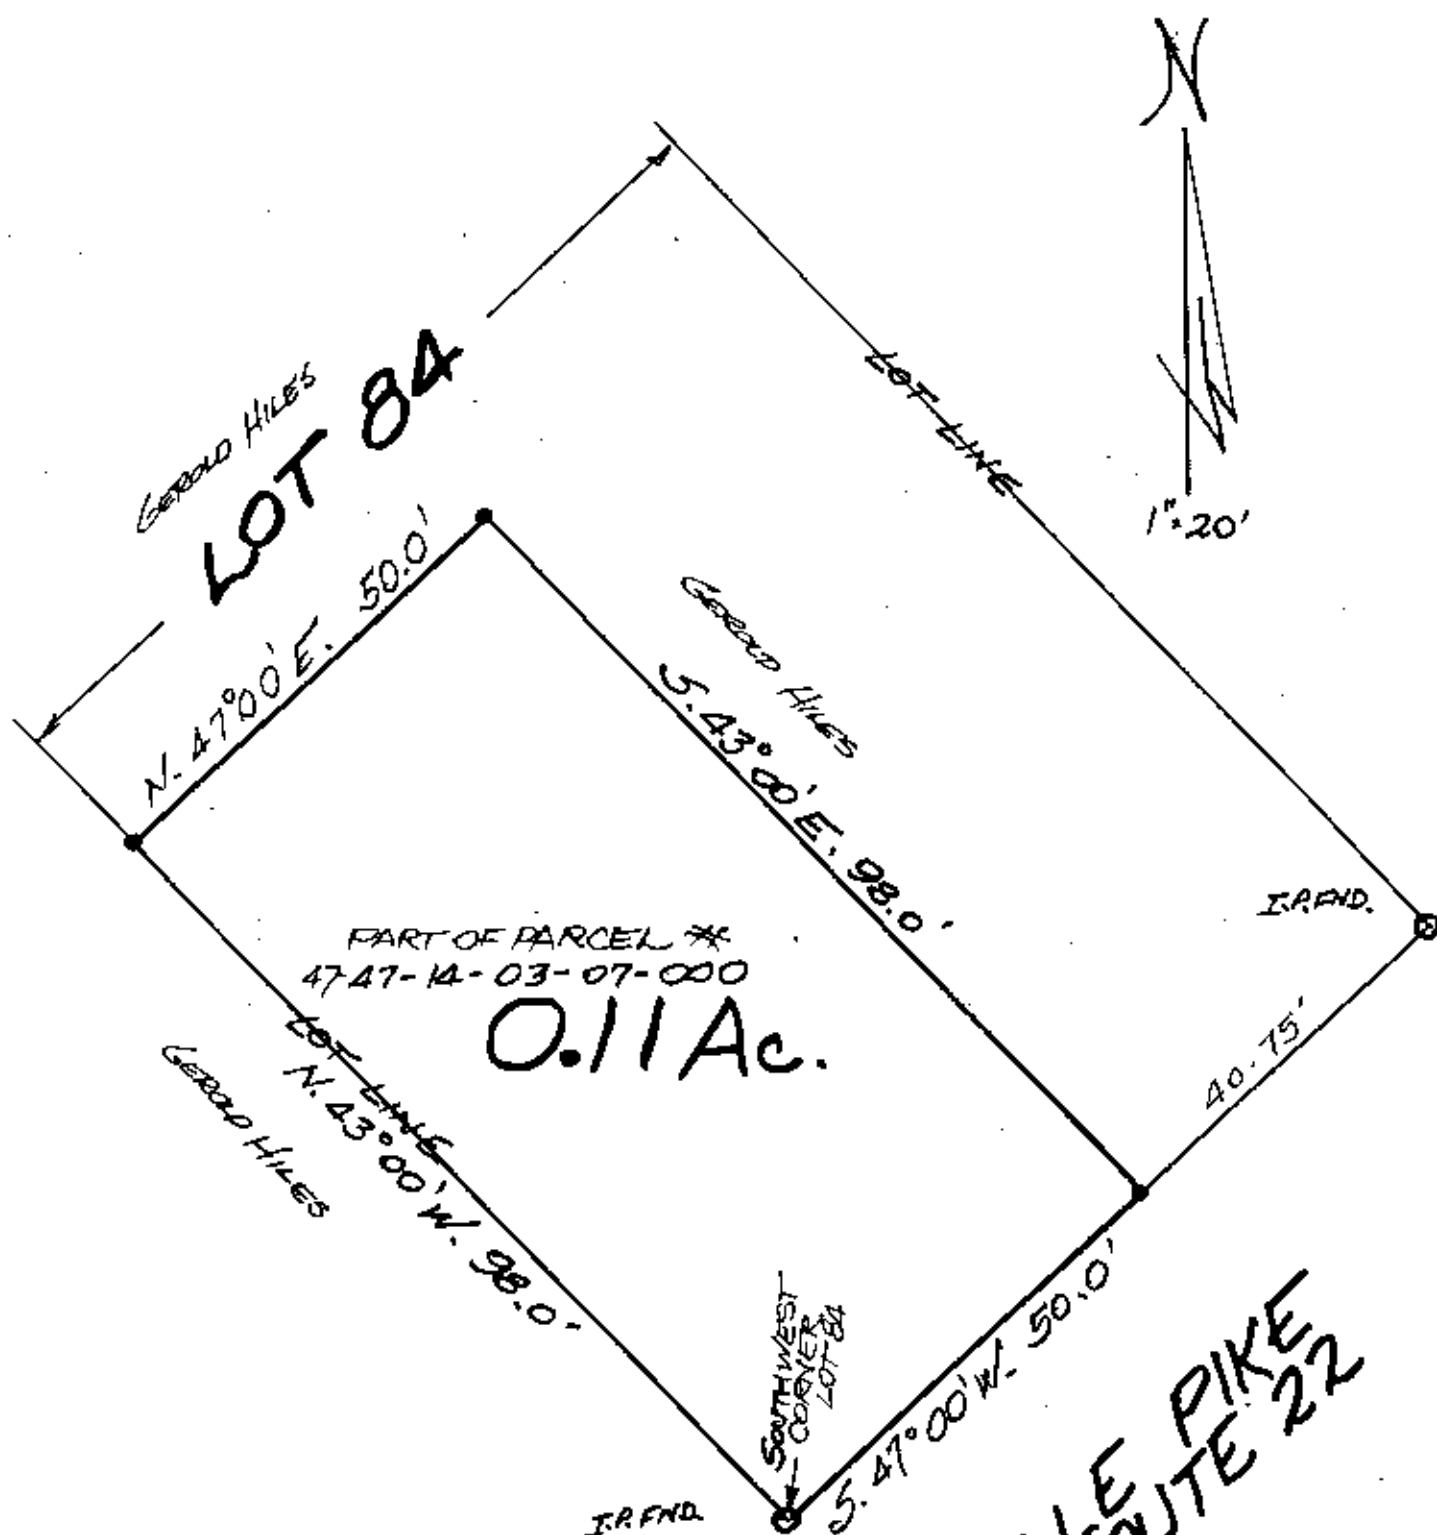 N
1"=20'
LOT 84
GEROLD HILES
N. 47°00' E. 50.0'
LOT LINE
GEROLD HILES
S. 43°00' E. 98.0'
I.P. FND.
40.75'
PART OF PARCEL #
47-47-14-03-07-000
0.11 Ac.
LOT LINE
N. 43°00' W. 98.0'
GEROLD HILES
SOUTHWEST
CORNER
LOT 84
S. 47°00' W. 50.0'
I.P. FND.
PIKE
ROUTE 22